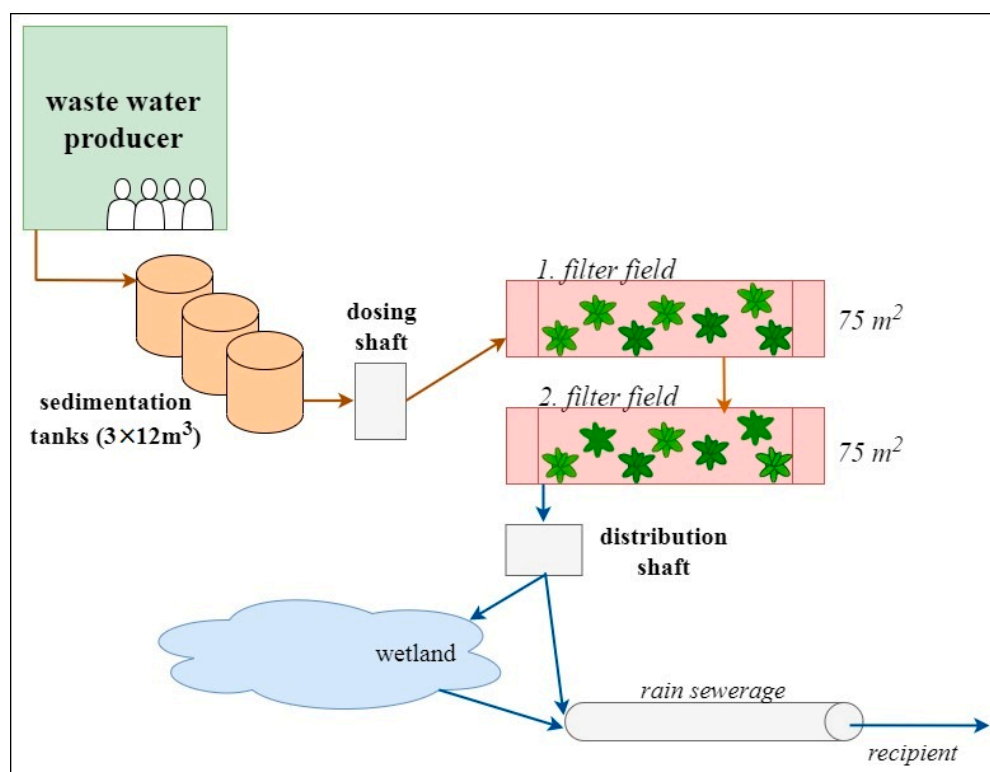 waste water
producer
1. filter field
75 m²
dosing
shaft
sedimentation
tanks (3×12m³)
2. filter field
75 m²
distribution
shaft
wetland
rain sewerage
recipient